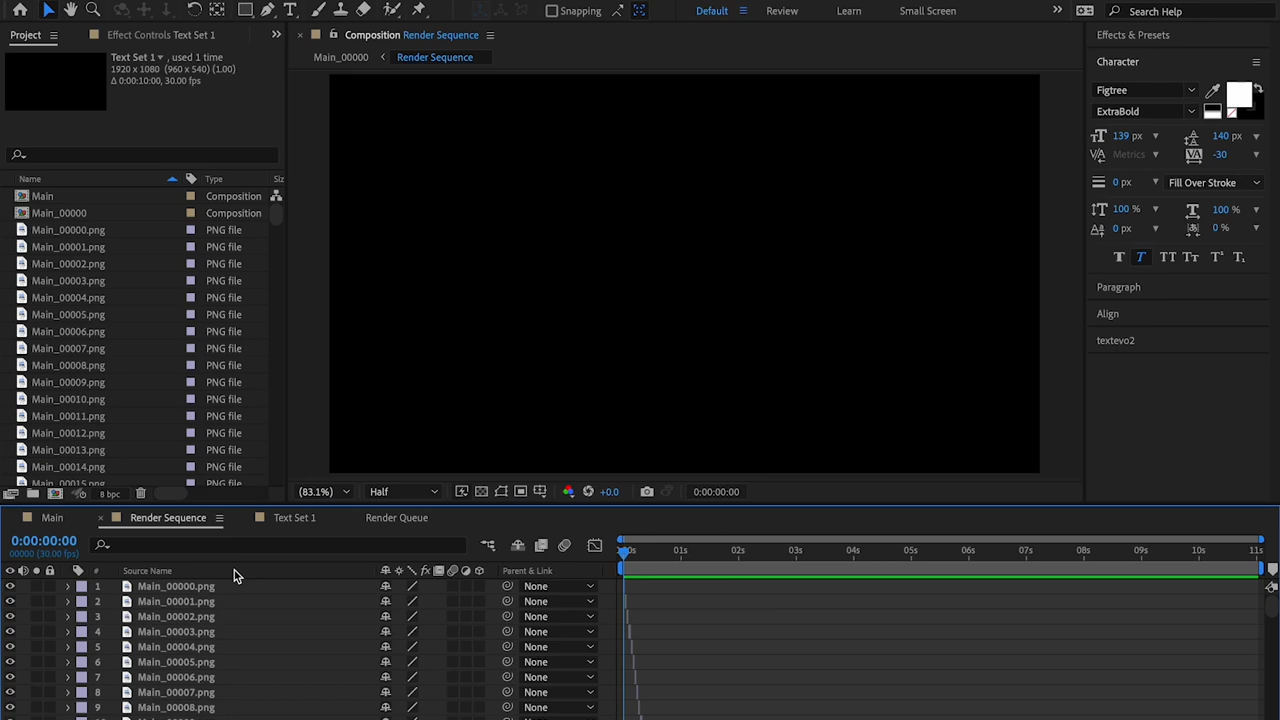 Snapping
Default
Review
Learn
Small Screen
Search Help
Project
Effect Controls Text Set 1
Composition Render Sequence
Effects & Presets
Text Set 1 , used 1 time
1920 x 1080 (960 x 540) (1.00)
Δ 0:00:10:00, 30.00 fps
Main_00000
Render Sequence
Character
Figtree
ExtraBold
139 px
140 px
Metrics
-30
0 px
Fill Over Stroke
100 %
100 %
0 px
0 %
Paragraph
Align
textevo2
Name
Type
Siz
Main
Composition
Main_00000
Composition
Main_00000.png
PNG file
Main_00001.png
PNG file
Main_00002.png
PNG file
Main_00003.png
PNG file
Main_00004.png
PNG file
Main_00005.png
PNG file
Main_00006.png
PNG file
Main_00007.png
PNG file
Main_00008.png
PNG file
Main_00009.png
PNG file
Main_00010.png
PNG file
Main_00011.png
PNG file
Main_00012.png
PNG file
Main_00013.png
PNG file
Main_00014.png
PNG file
Main_00015.png
PNG file
8 bpc
(83.1%)
Half
+0.0
0:00:00:00
Main
Render Sequence
Text Set 1
Render Queue
0:00:00:00
00000 (30.00 fps)
01s
02s
03s
04s
05s
06s
07s
08s
09s
10s
11s
#
Source Name
fx
Parent & Link
1
Main_00000.png
None
2
Main_00001.png
None
3
Main_00002.png
None
4
Main_00003.png
None
5
Main_00004.png
None
6
Main_00005.png
None
7
Main_00006.png
None
8
Main_00007.png
None
9
Main_00008.png
None